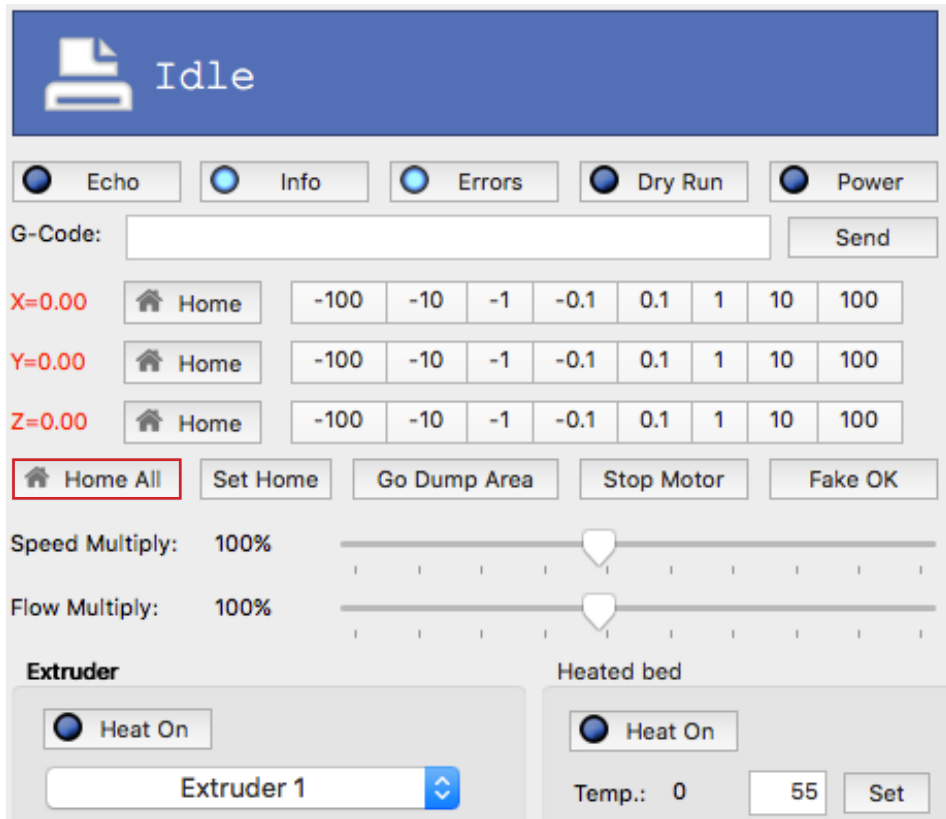 Idle
Echo Info Errors Dry Run Power
G-Code: Send
X=0.00 Home -100 -10 -1 -0.1 0.1 1 10 100
Y=0.00 Home -100 -10 -1 -0.1 0.1 1 10 100
Z=0.00 Home -100 -10 -1 -0.1 0.1 1 10 100
Home All Set Home Go Dump Area Stop Motor Fake OK
Speed Multiply: 100%
Flow Multiply: 100%
Extruder Heated bed
Heat On Heat On
Extruder 1 Temp.: 0 55 Set